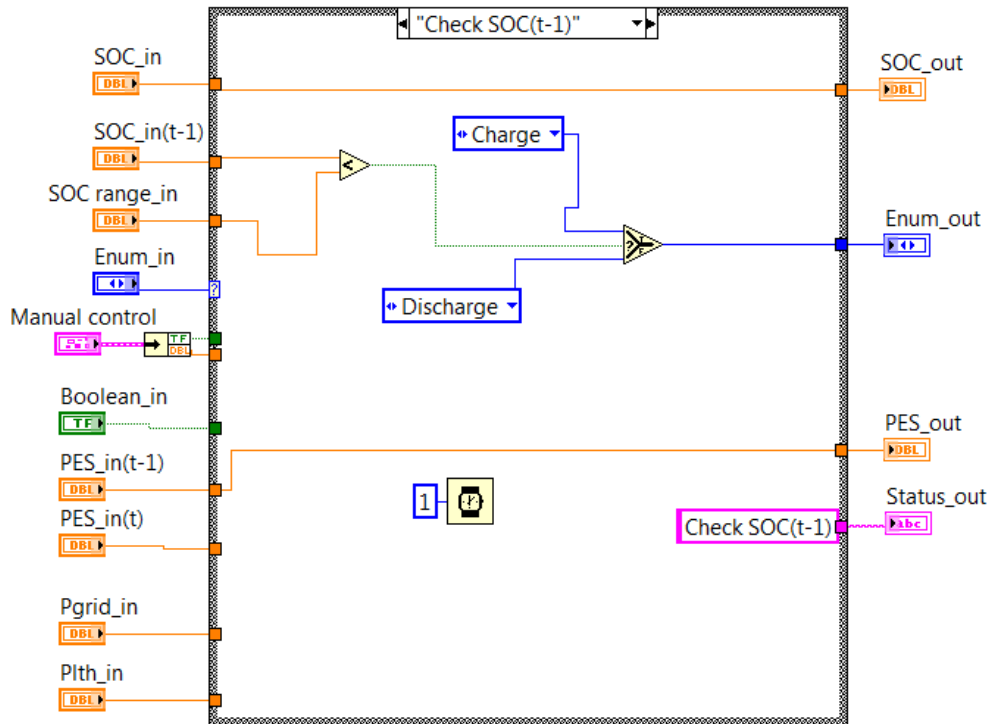 "Check SOC(t-1)"
SOC_in
DBL
SOC_out
DBL
SOC_in(t-1)
DBL
Charge
<
SOC range_in
DBL
Enum_out
?
T
F
Enum_in
?
Discharge
Manual control
TF
DBL
Boolean_in
TF
PES_out
DBL
PES_in(t-1)
DBL
1
Status_out
abc
PES_in(t)
DBL
Check SOC(t-1)
Pgrid_in
DBL
Plth_in
DBL